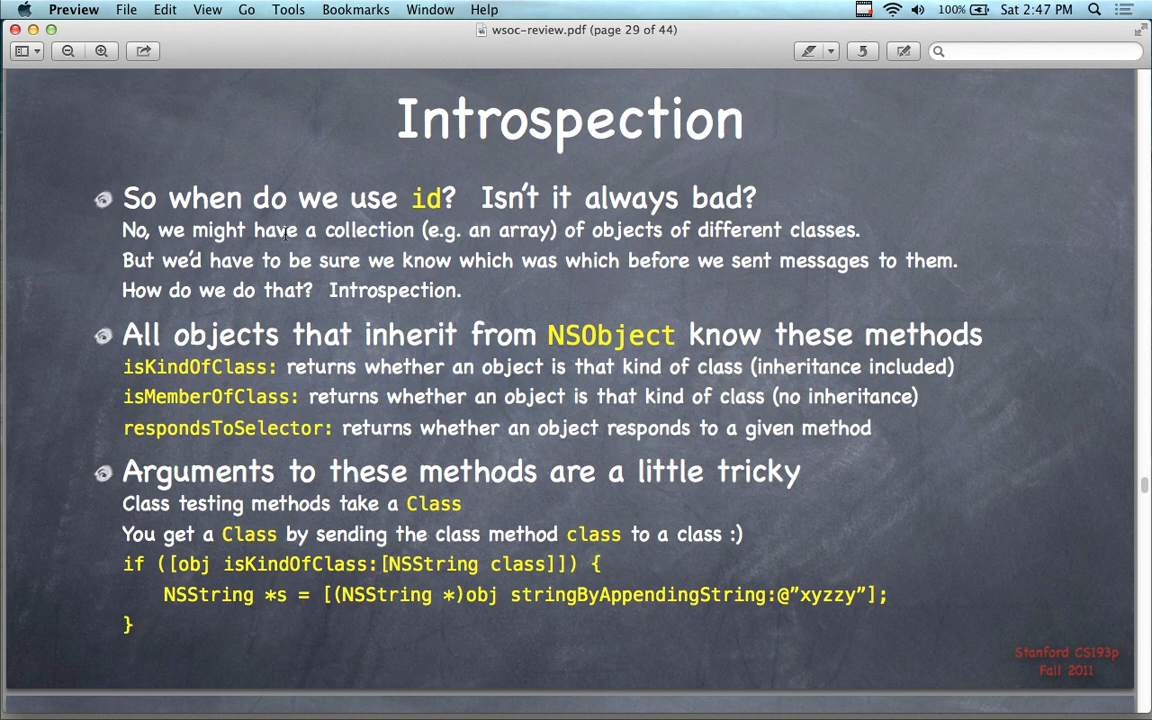 Preview File Edit View Go Tools Bookmarks Window Help 100% Sat 2:47 PM
wsoc-review.pdf (page 29 of 44)
Introspection
So when do we use id? Isn't it always bad?
No, we might have a collection (e.g. an array) of objects of different classes.
But we'd have to be sure we know which was which before we sent messages to them.
How do we do that? Introspection.
All objects that inherit from NSObject know these methods
isKindOfClass: returns whether an object is that kind of class (inheritance included)
isMemberOfClass: returns whether an object is that kind of class (no inheritance)
respondsToSelector: returns whether an object responds to a given method
Arguments to these methods are a little tricky
Class testing methods take a Class
You get a Class by sending the class method class to a class :)
if ([obj isKindOfClass:[NSString class]]) {
NSString *s = [(NSString *)obj stringByAppendingString:@”xyzzy”];
}
Stanford CS193p
Fall 2011